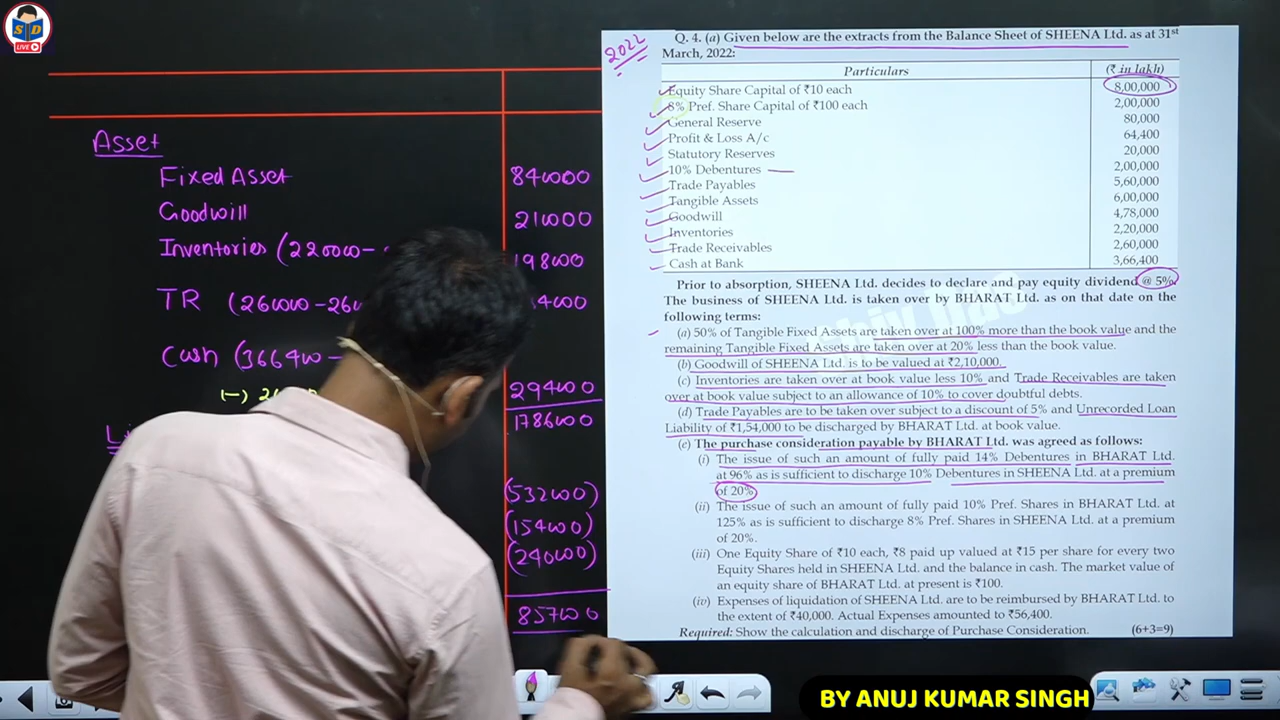 S D
LIVE
Asset
Fixed Asset 840000
Goodwill 210000
Inventories (220000- 198000
TR (260000-260 4000
Cash (366400-
(-)
294000
1786000
(532000)
(154000)
(240000)
857000
2022
Q. 4. (a) Given below are the extracts from the Balance Sheet of SHEENA Ltd. as at 31st
March, 2022:
Particulars (₹ in lakh)
Equity Share Capital of ₹10 each 8,00,000
8% Pref. Share Capital of ₹100 each 2,00,000
General Reserve 80,000
Profit & Loss A/c 64,400
Statutory Reserves 20,000
10% Debentures 2,00,000
Trade Payables 5,60,000
Tangible Assets 6,00,000
Goodwill 4,78,000
Inventories 2,20,000
Trade Receivables 2,60,000
Cash at Bank 3,66,400
Prior to absorption, SHEENA Ltd. decides to declare and pay equity dividend @ 5%.
The business of SHEENA Ltd. is taken over by BHARAT Ltd. as on that date on the
following terms:
(a) 50% of Tangible Fixed Assets are taken over at 100% more than the book value and the
remaining Tangible Fixed Assets are taken over at 20% less than the book value.
(b) Goodwill of SHEENA Ltd. is to be valued at ₹2,10,000.
(c) Inventories are taken over at book value less 10% and Trade Receivables are taken
over at book value subject to an allowance of 10% to cover doubtful debts.
(d) Trade Payables are to be taken over subject to a discount of 5% and Unrecorded Loan
Liability of ₹1,54,000 to be discharged by BHARAT Ltd. at book value.
(e) The purchase consideration payable by BHARAT Ltd. was agreed as follows:
(i) The issue of such an amount of fully paid 14% Debentures in BHARAT Ltd.
at 96% as is sufficient to discharge 10% Debentures in SHEENA Ltd. at a premium
of 20%
(ii) The issue of such an amount of fully paid 10% Pref. Shares in BHARAT Ltd. at
125% as is sufficient to discharge 8% Pref. Shares in SHEENA Ltd. at a premium
of 20%.
(iii) One Equity Share of ₹10 each, ₹8 paid up valued at ₹15 per share for every two
Equity Shares held in SHEENA Ltd. and the balance in cash. The market value of
an equity share of BHARAT Ltd. at present is ₹100.
(iv) Expenses of liquidation of SHEENA Ltd. are to be reimbursed by BHARAT Ltd. to
the extent of ₹40,000. Actual Expenses amounted to ₹56,400.
Required: Show the calculation and discharge of Purchase Consideration. (6+3=9)
BY ANUJ KUMAR SINGH